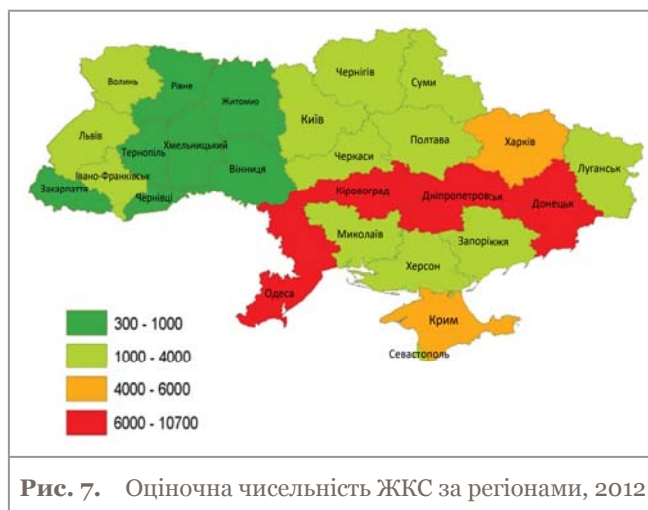 Чернігів
Суми
Волинь
Рівне
Житомио
Київ
Львів
Хмельницький
Тернопіль
Полтава
Харків
Черкаси
Вінниця
Луганськ
Івано-Франківськ
Закарпаття
Чернівці
Кіровоград
Дніпропетровськ
Донецьк
Миколаїв
Запоріжжя
Херсон
Одеса
Крим
Севастополь
300 - 1000
1000 - 4000
4000 - 6000
6000 - 10700
Рис. 7. Оціночна чисельність ЖКС за регіонами, 2012